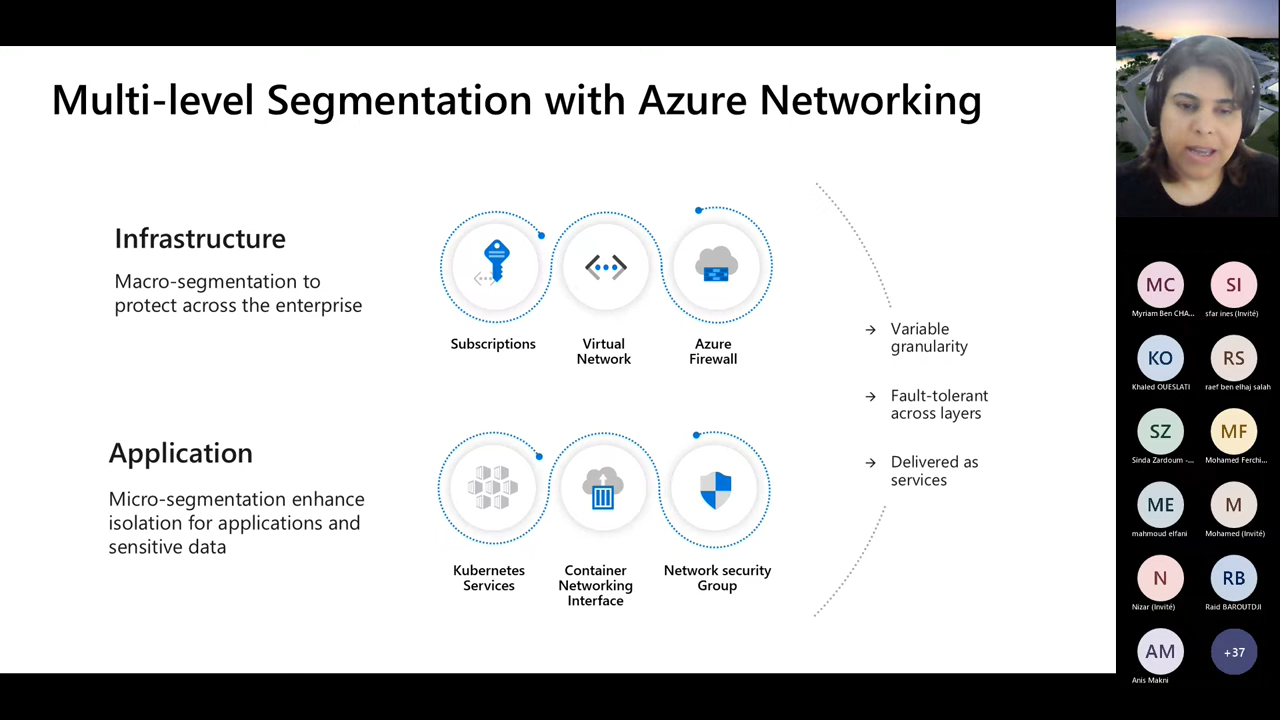 Multi-level Segmentation with Azure Networking
Infrastructure
Macro-segmentation to
protect across the enterprise
Subscriptions
Virtual
Network
Azure
Firewall
Application
Micro-segmentation enhance
isolation for applications and
sensitive data
Kubernetes
Services
Container
Networking
Interface
Network security
Group
→ Variable
granularity
→ Fault-tolerant
across layers
→ Delivered as
services
MC
Myriam Ben CHA...
SI
sfar ines (Invité)
KO
Khaled OUESLATI
RS
raef ben elhaj salah
SZ
Sinda Zardoum -...
MF
Mohamed Ferchi...
ME
mahmoud elfani
M
Mohamed (Invité)
N
Nizar (Invité)
RB
Raid BAROUTDJI
AM
Anis Makni
+37